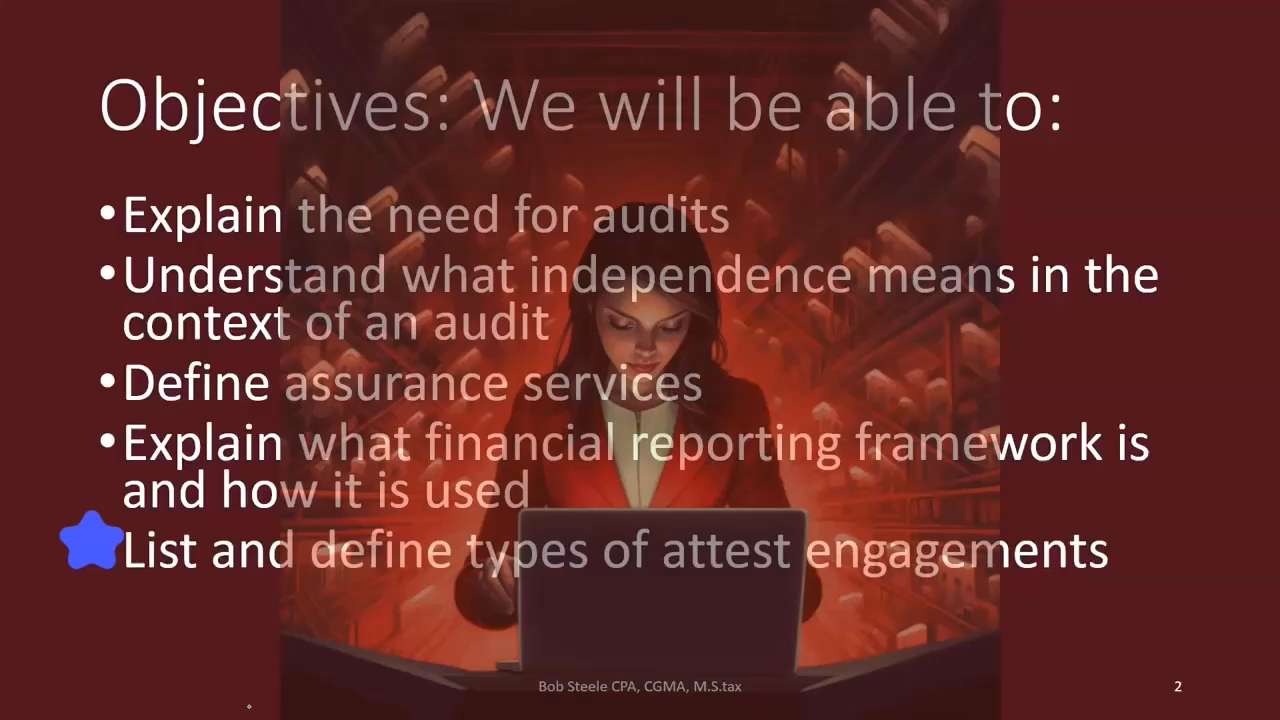 Objectives: We will be able to:
•Explain the need for audits
•Understand what independence means in the
context of an audit
•Define assurance services
•Explain what financial reporting framework is
and how it is used
List and define types of attest engagements
Bob Steele CPA, CGMA, M.S.tax
2